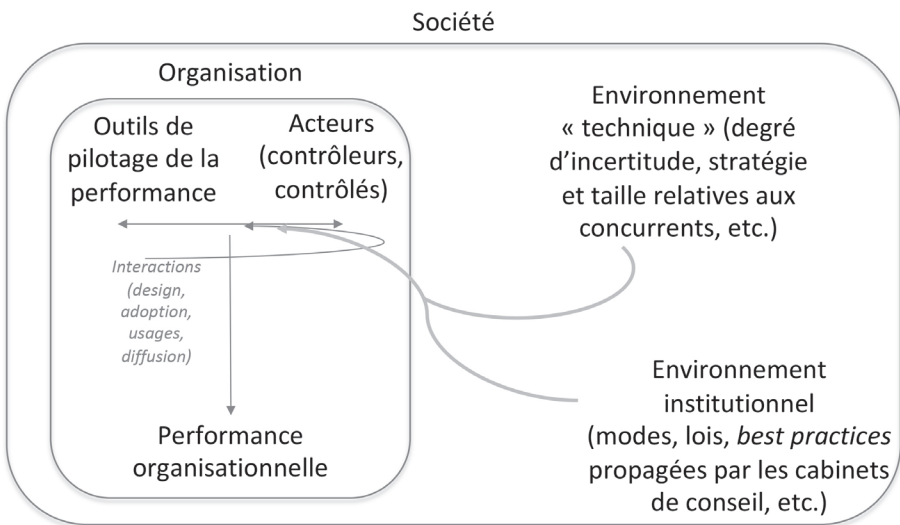 Société
Organisation
Outils de
pilotage de la
performance
Acteurs
(contrôleurs,
contrôlés)
Interactions
(design,
adoption,
usages,
diffusion)
Performance
organisationnelle
Environnement
« technique » (degré
d'incertitude, stratégie
et taille relatives aux
concurrents, etc.)
Environnement
institutionnel
(modes, lois, best practices
propagées par les cabinets
de conseil, etc.)